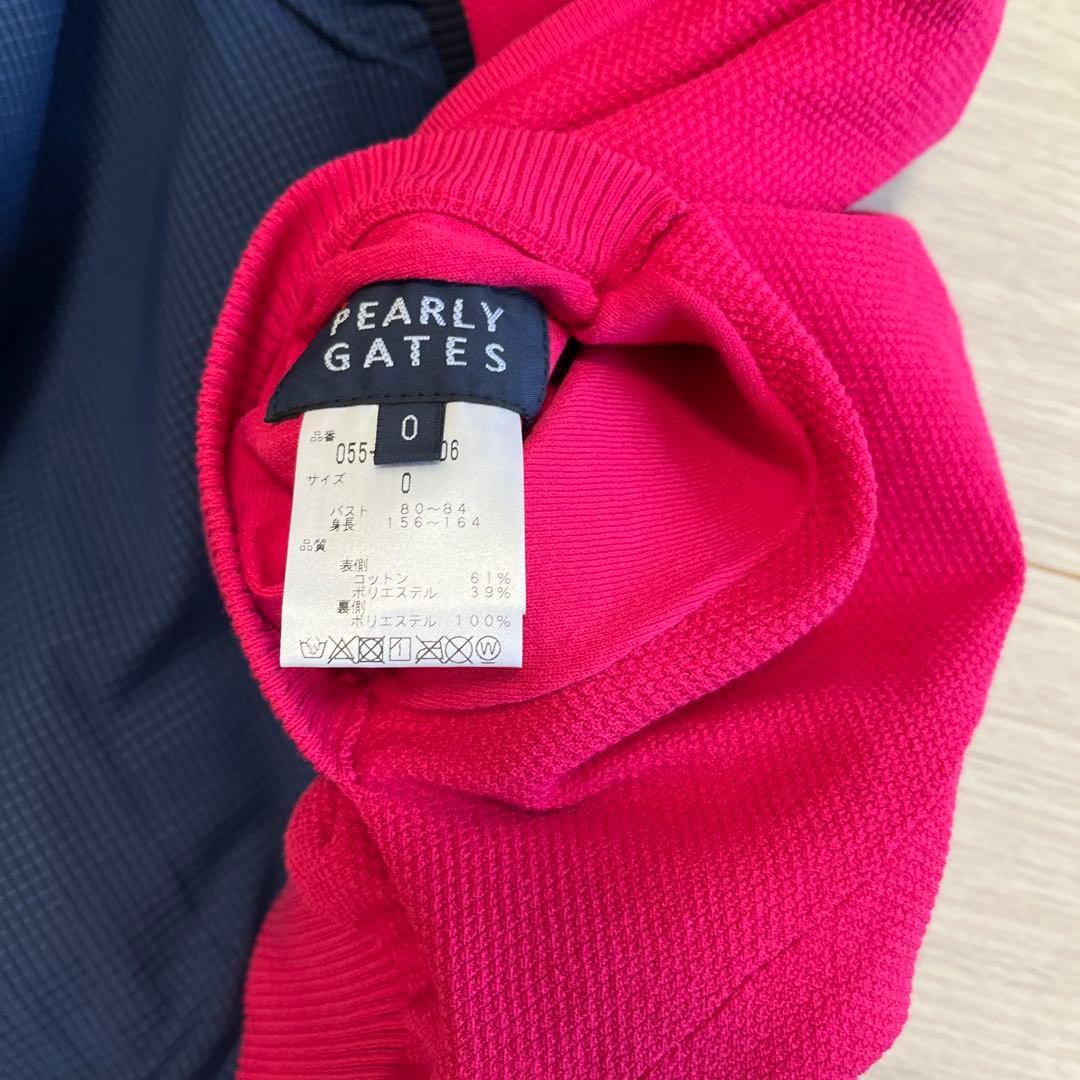 PEARLY
GATES
0
品番
055- 06
サイズ
0
バスト 80〜84
身長 156〜164
品質
表側
コットン 61%
ポリエステル 39%
裏側
ポリエステル 100%
1
W